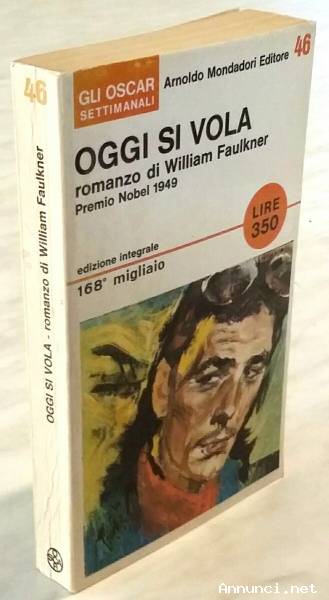 46
OGGI SI VOLA - romanzo di William Faulkner
GLI OSCAR
SETTIMANALI
Arnoldo Mondadori Editore 46
OGGI SI VOLA
romanzo di William Faulkner
Premio Nobel 1949
LIRE
350
edizione integrale
168° migliaio
Annunci.net